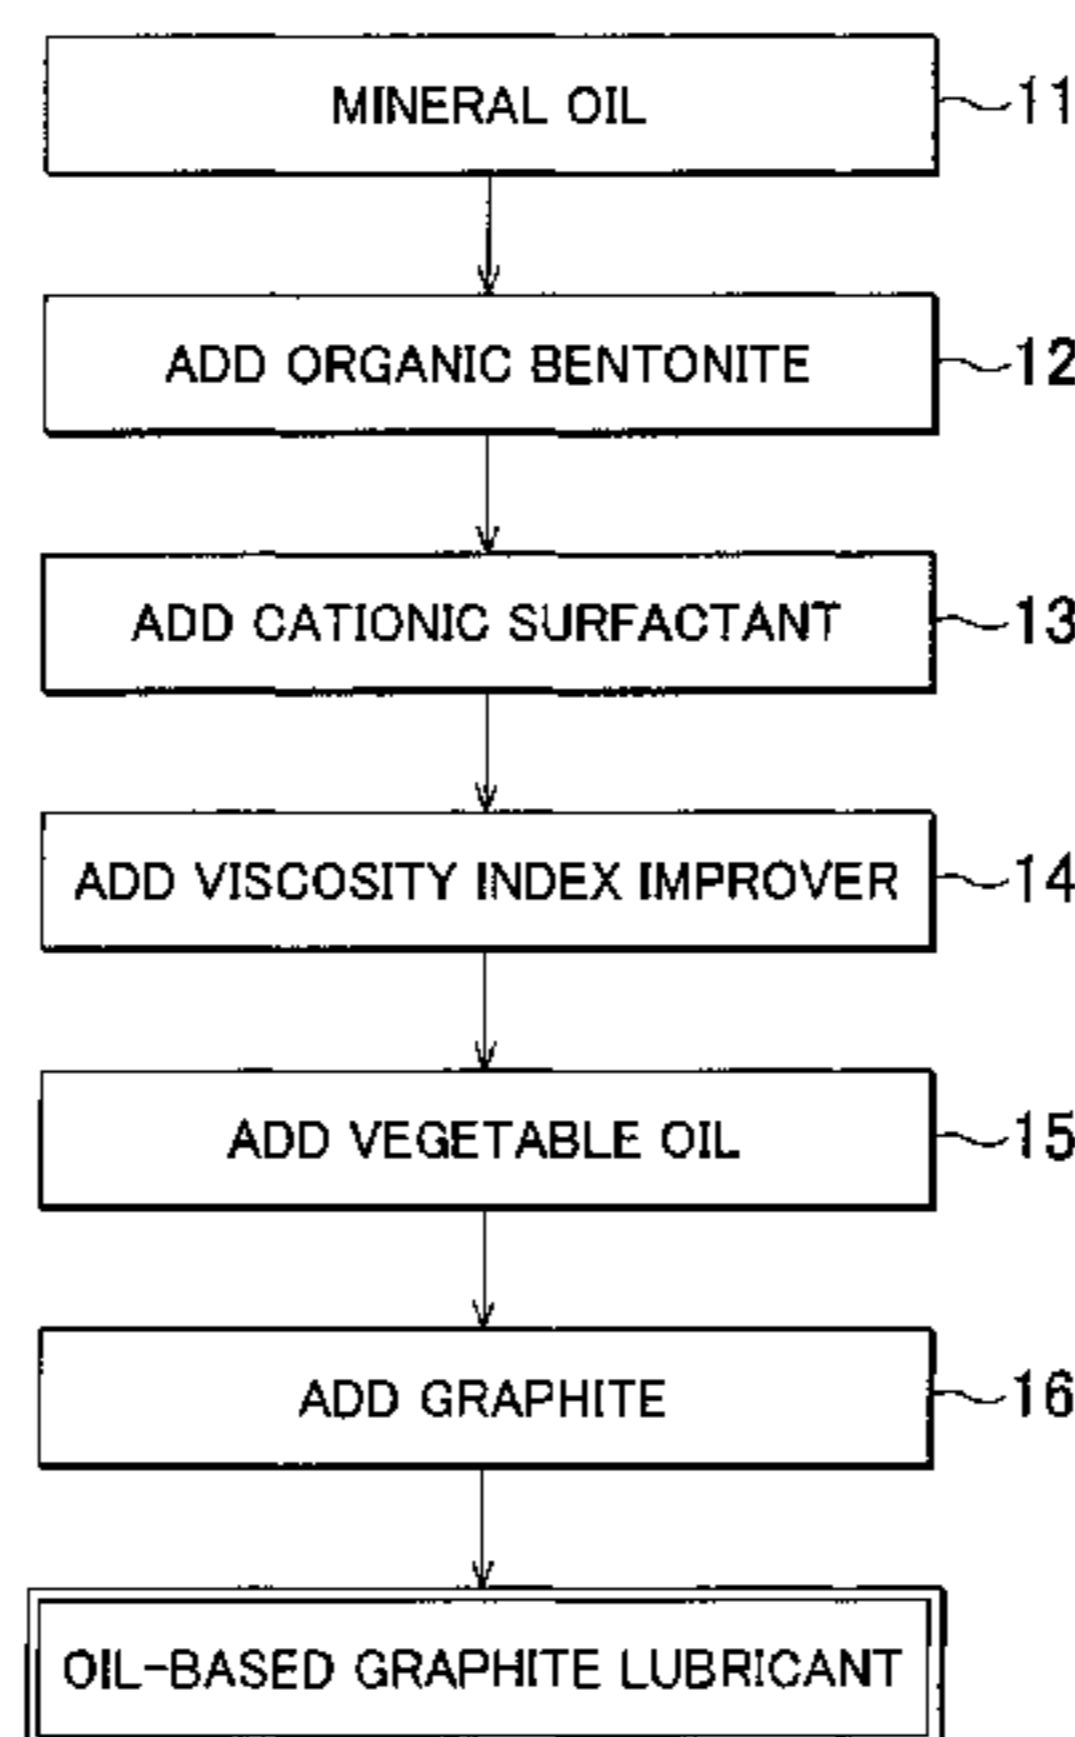 MINERAL OIL 11
ADD ORGANIC BENTONITE 12
ADD CATIONIC SURFACTANT 13
ADD VISCOSITY INDEX IMPROVER 14
ADD VEGETABLE OIL 15
ADD GRAPHITE 16
OIL-BASED GRAPHITE LUBRICANT